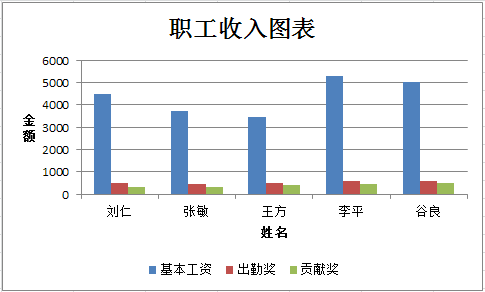 职工收入图表
6000
5000
4000
3000
2000
1000
0
金额
刘仁 张敏 王方 李平 谷良
姓名
基本工资 出勤奖 贡献奖